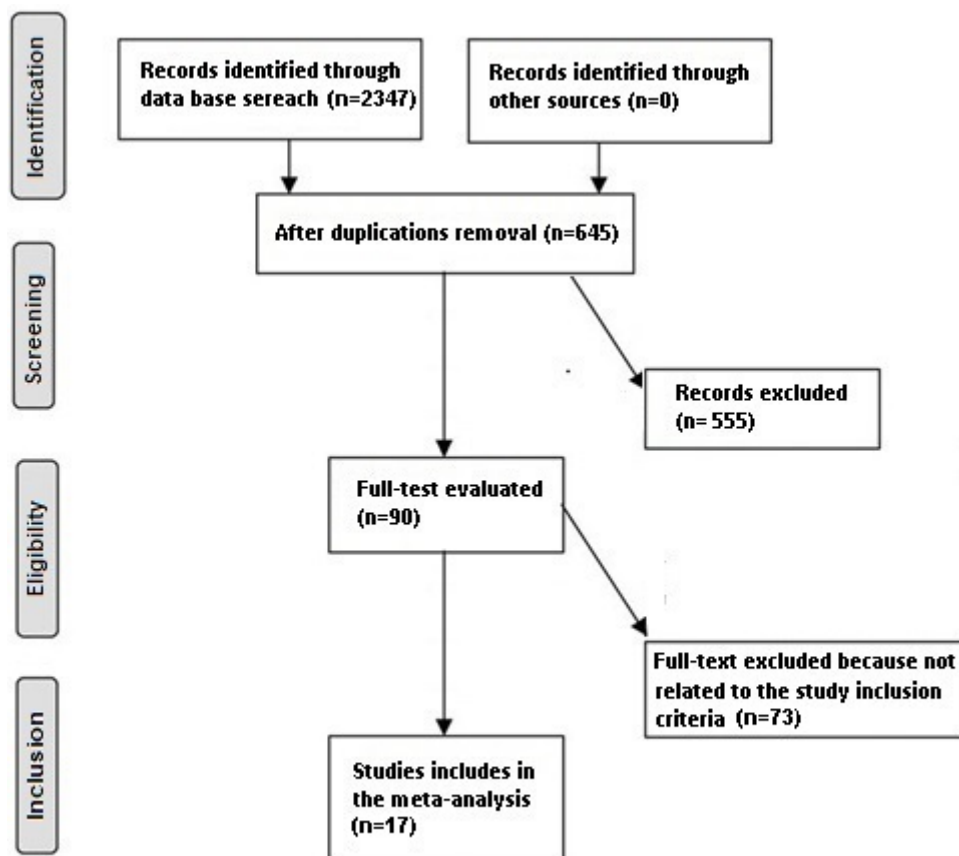 Identification
Records identified through
data base sereach (n=2347)
Records identified through
other sources (n=0)
After duplications removal (n=645)
Screening
Records excluded
(n= 555)
Eligibility
Full-test evaluated
(n=90)
Full-text excluded because not
related to the study inclusion
criteria (n=73)
Inclusion
Studies includes in
the meta-analysis
(n=17)